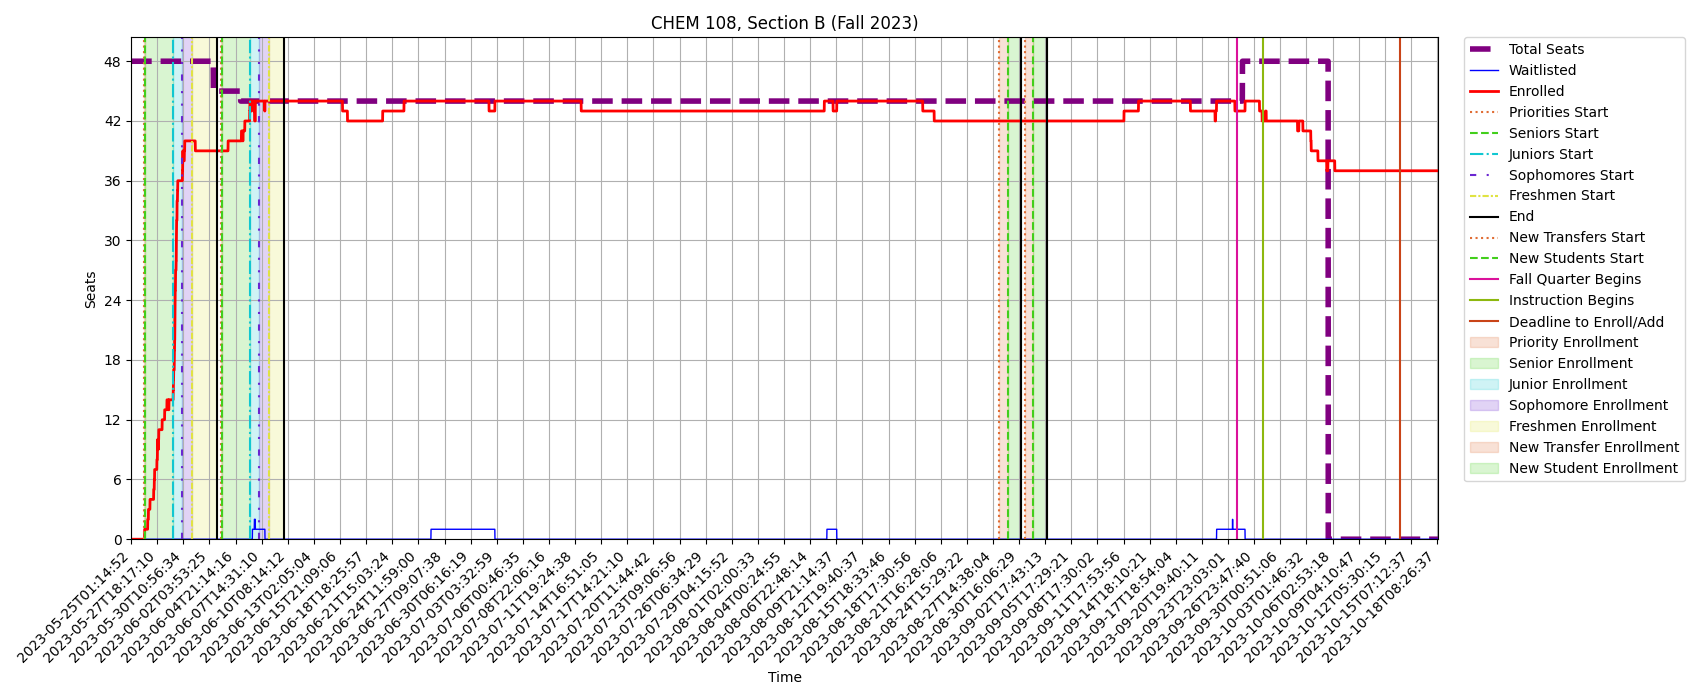 CHEM 108, Section B (Fall 2023)
Seats
48
42
36
30
24
18
12
6
0
2023-05-25T01:14:52
2023-05-27T18:17:10
2023-05-30T10:56:34
2023-06-02T03:53:25
2023-06-04T21:14:16
2023-06-07T14:31:10
2023-06-10T08:14:12
2023-06-13T02:05:04
2023-06-15T21:09:06
2023-06-18T18:25:57
2023-06-21T15:03:24
2023-06-24T11:59:00
2023-06-27T09:07:38
2023-06-30T06:16:19
2023-07-03T03:32:59
2023-07-06T00:46:35
2023-07-08T22:06:16
2023-07-11T19:24:38
2023-07-14T16:51:05
2023-07-17T14:21:10
2023-07-20T11:44:42
2023-07-23T09:06:56
2023-07-26T06:34:29
2023-07-29T04:15:52
2023-08-01T02:00:33
2023-08-04T00:24:55
2023-08-06T22:48:14
2023-08-09T21:14:37
2023-08-12T19:40:37
2023-08-15T18:33:46
2023-08-18T17:30:56
2023-08-21T16:28:06
2023-08-24T15:29:22
2023-08-27T14:38:04
2023-08-30T16:06:29
2023-09-02T17:43:13
2023-09-05T17:29:21
2023-09-08T17:30:02
2023-09-11T17:53:56
2023-09-14T18:10:21
2023-09-17T18:54:04
2023-09-20T19:40:11
2023-09-23T23:03:01
2023-09-26T23:47:40
2023-09-30T00:51:06
2023-10-03T01:46:32
2023-10-06T02:53:18
2023-10-09T04:10:47
2023-10-12T05:30:15
2023-10-15T07:12:37
2023-10-18T08:26:37
Time
Total Seats
Waitlisted
Enrolled
Priorities Start
Seniors Start
Juniors Start
Sophomores Start
Freshmen Start
End
New Transfers Start
New Students Start
Fall Quarter Begins
Instruction Begins
Deadline to Enroll/Add
Priority Enrollment
Senior Enrollment
Junior Enrollment
Sophomore Enrollment
Freshmen Enrollment
New Transfer Enrollment
New Student Enrollment